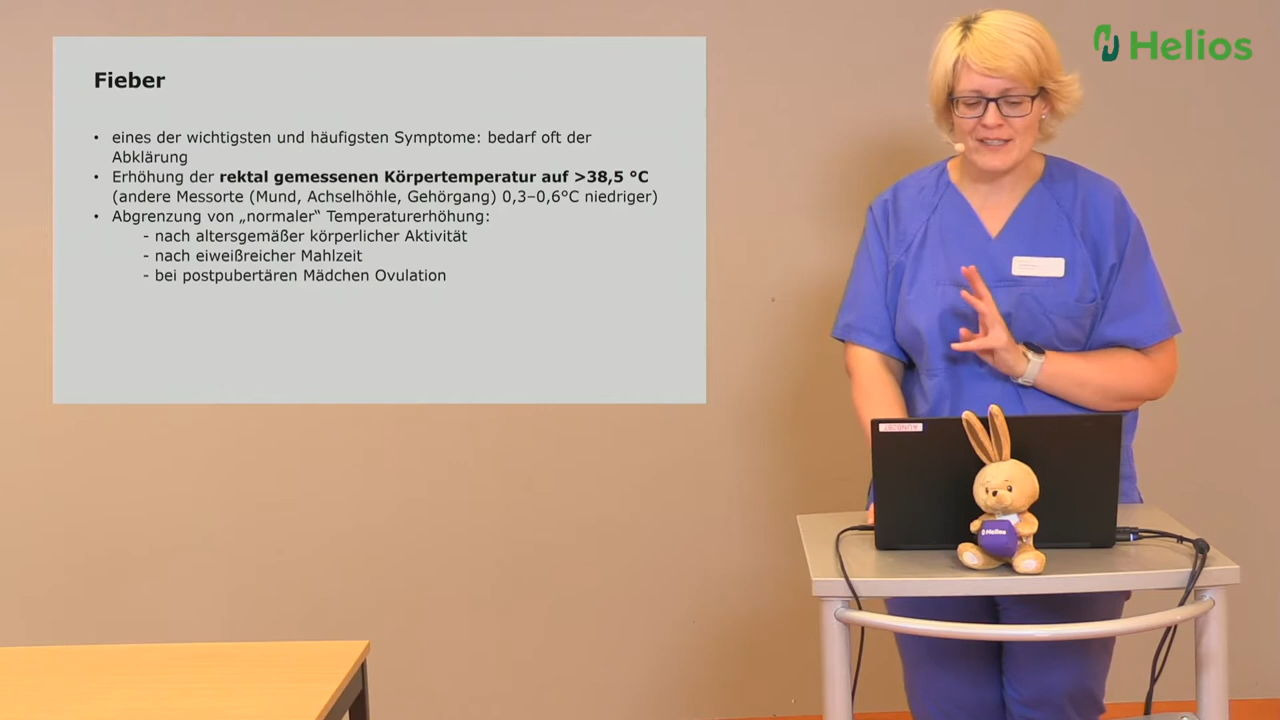 Fieber
• eines der wichtigsten und häufigsten Symptome: bedarf oft der
Abklärung
• Erhöhung der rektal gemessenen Körpertemperatur auf >38,5 °C
(andere Messorte (Mund, Achselhöhle, Gehörgang) 0,3–0,6°C niedriger)
• Abgrenzung von „normaler“ Temperaturerhöhung:
- nach altersgemäßer körperlicher Aktivität
- nach eiweißreicher Mahlzeit
- bei postpubertären Mädchen Ovulation
Helios
Helios